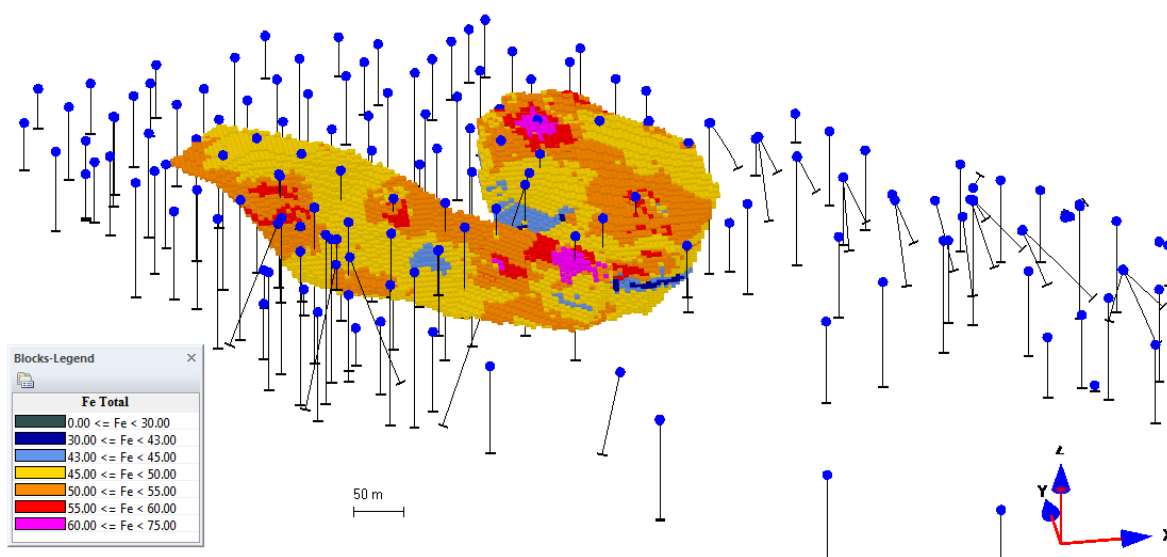 Blocks-Legend
Fe Total
0.00 <= Fe < 30.00
30.00 <= Fe < 43.00
43.00 <= Fe < 45.00
45.00 <= Fe < 50.00
50.00 <= Fe < 55.00
55.00 <= Fe < 60.00
60.00 <= Fe < 75.00
50 m
Z
Y
X